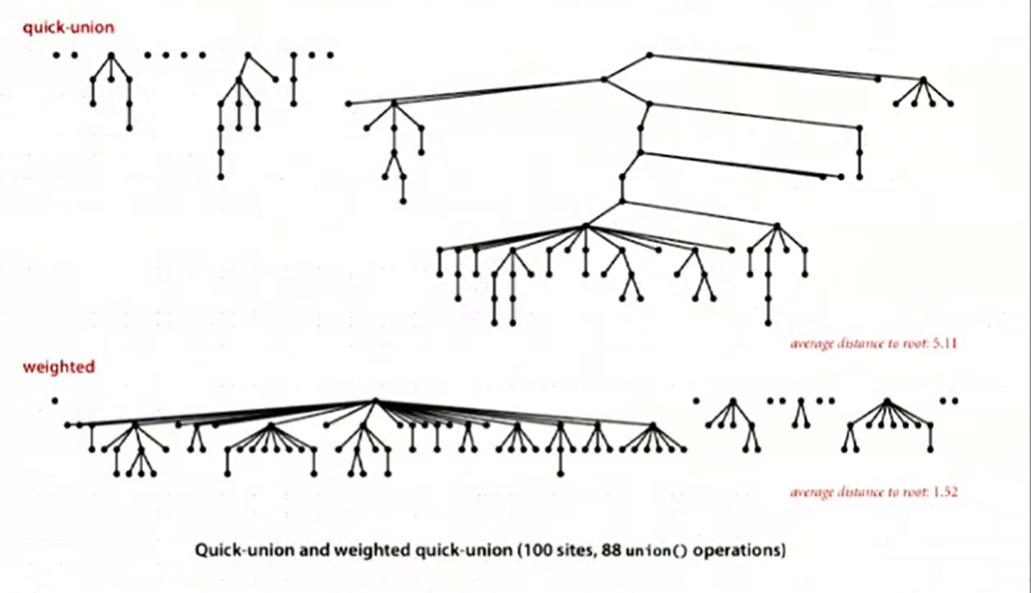 quick-union
average distance to root: 5.11
weighted
average distance to root: 1.52
Quick-union and weighted quick-union (100 sites, 88 union() operations)